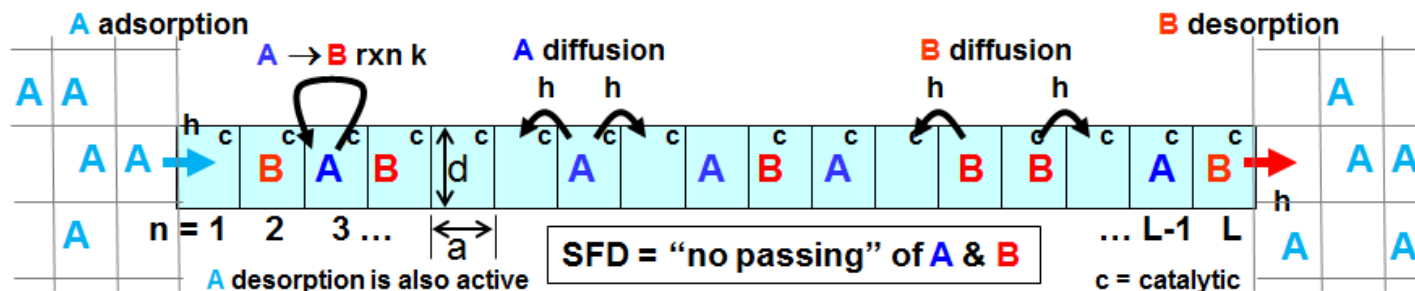 A adsorption
A → B rxn k
A diffusion
B diffusion
B desorption
h h h h
h c c c c c c c c c c c c c c c c
A A
A A
A
B A B
d
A
A B A
B B
A B
A
A A
A A
h
n = 1 2 3 ...
a
... L-1 L
SFD = “no passing” of A & B
A desorption is also active
c = catalytic